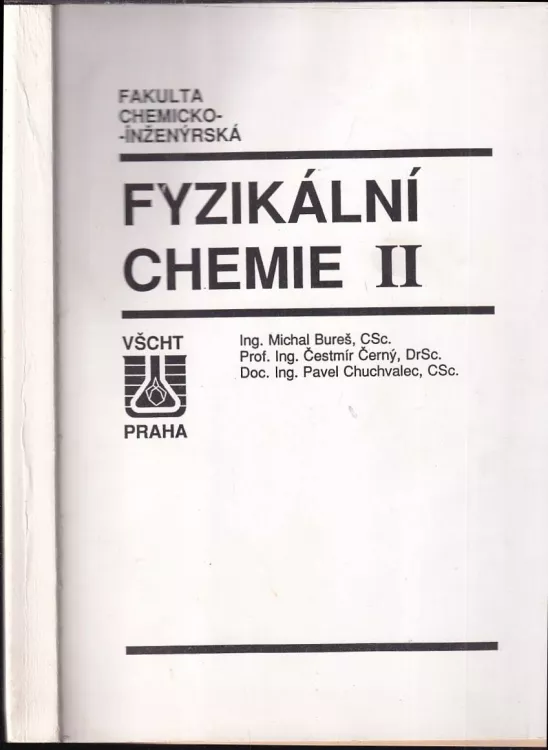 FAKULTA
CHEMICKO-
-INŽENÝRSKÁ
FYZIKÁLNÍ
CHEMIE II
VŠCHT
PRAHA
Ing. Michal Bureš, CSc.
Prof. Ing. Čestmír Černý, DrSc.
Doc. Ing. Pavel Chuchvalec, CSc.